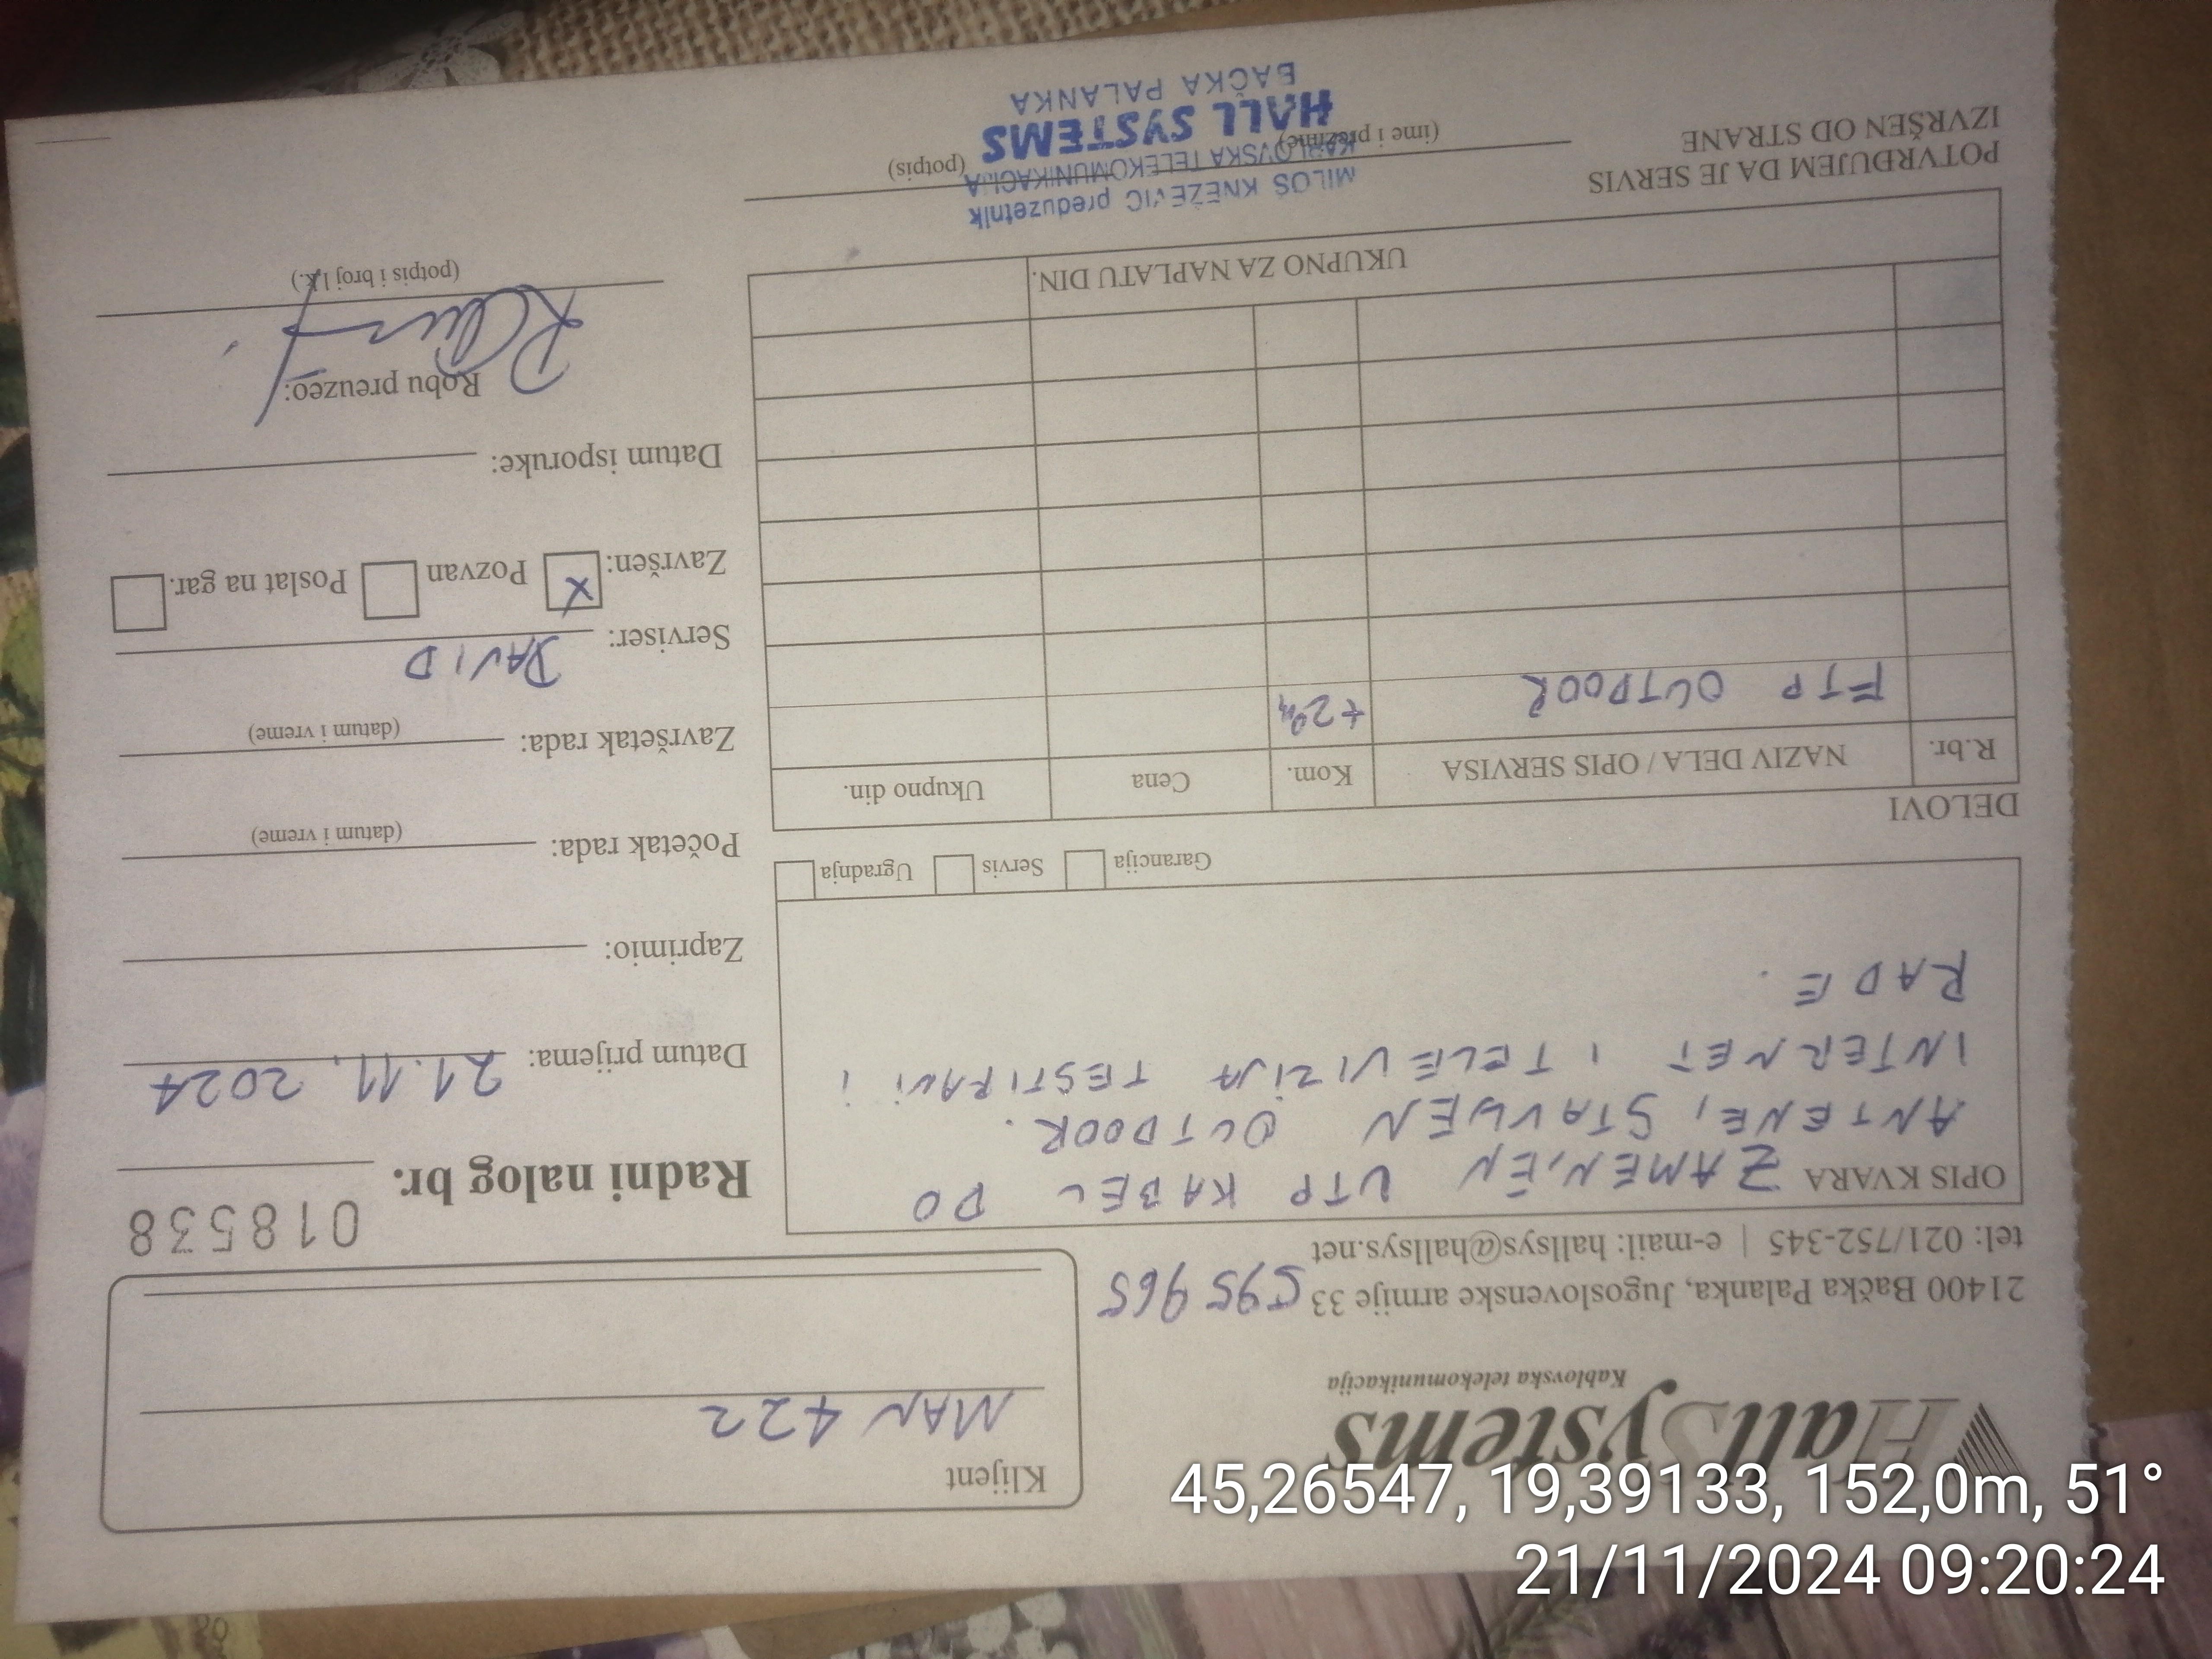 HallSystems
Kablovska telekomunikacija
21400 Bačka Palanka, Jugoslovenske armije 33
tel: 021/752-345 | e-mail: hallsys@hallsys.net
595 965
Klijent
MAN 422
018538
Radni nalog br.
OPIS KVARA ZAMENJEN UTP KABEL DO
ANTENE, STAVLJEN OUTDOOR.
INTERNET I TELEVIZIJA TESTIRANI I
RADE.
Garancija Servis Ugradnja
Datum prijema: 21.11.2024
Zaprimio:
Početak rada:
(datum i vreme)
Završetak rada:
(datum i vreme)
Serviser: DAVID
Završen: X Pozvan Poslat na gar.
Datum isporuke:
Robu preuzeo:
(potpis i broj l.k.)
DELOVI
R.br. NAZIV DELA / OPIS SERVISA Kom. Cena Ukupno din.
FTP OUTDOOR
UKUPNO ZA NAPLATU DIN.
POTVRĐUJEM DA JE SERVIS
IZVRŠEN OD STRANE
(ime i prezime)
(potpis)
MILOŠ KNEŽEVIĆ preduzetnik
KABLOVSKA TELEKOMUNIKACIJA
HALL SYSTEMS
BAČKA PALANKA
45,26547, 19,39133, 152,0m, 51°
21/11/2024 09:20:24